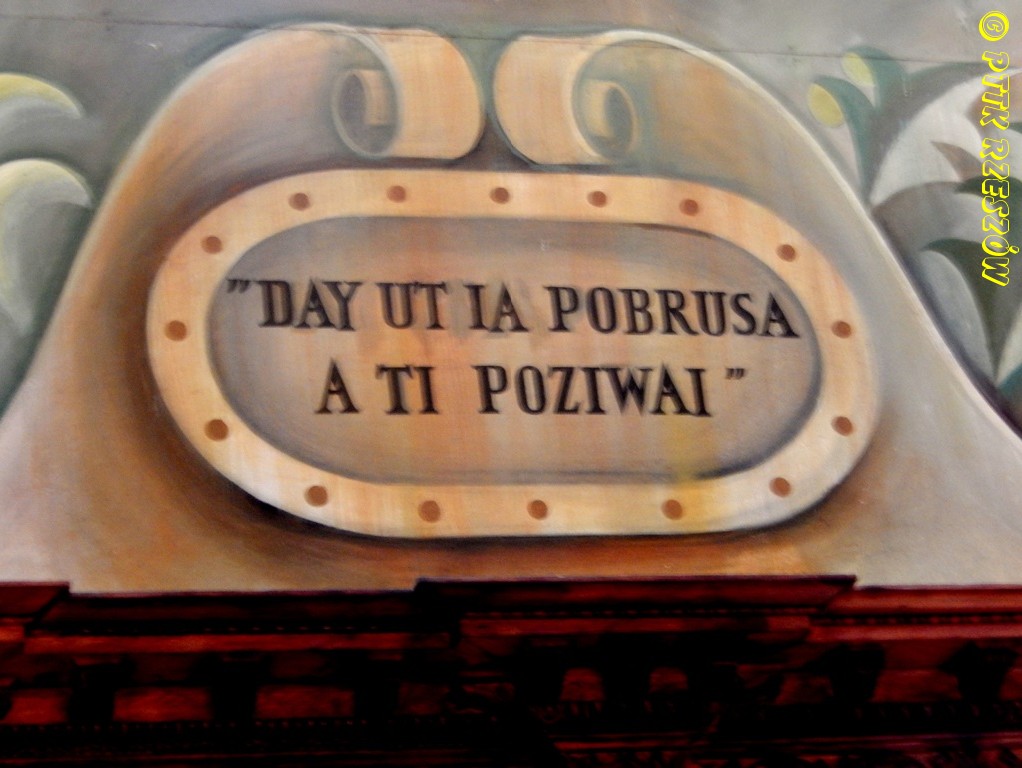 "DAY UT IA POBRUSA
A TI POZIWAI"
© PTTK RZESZÓW